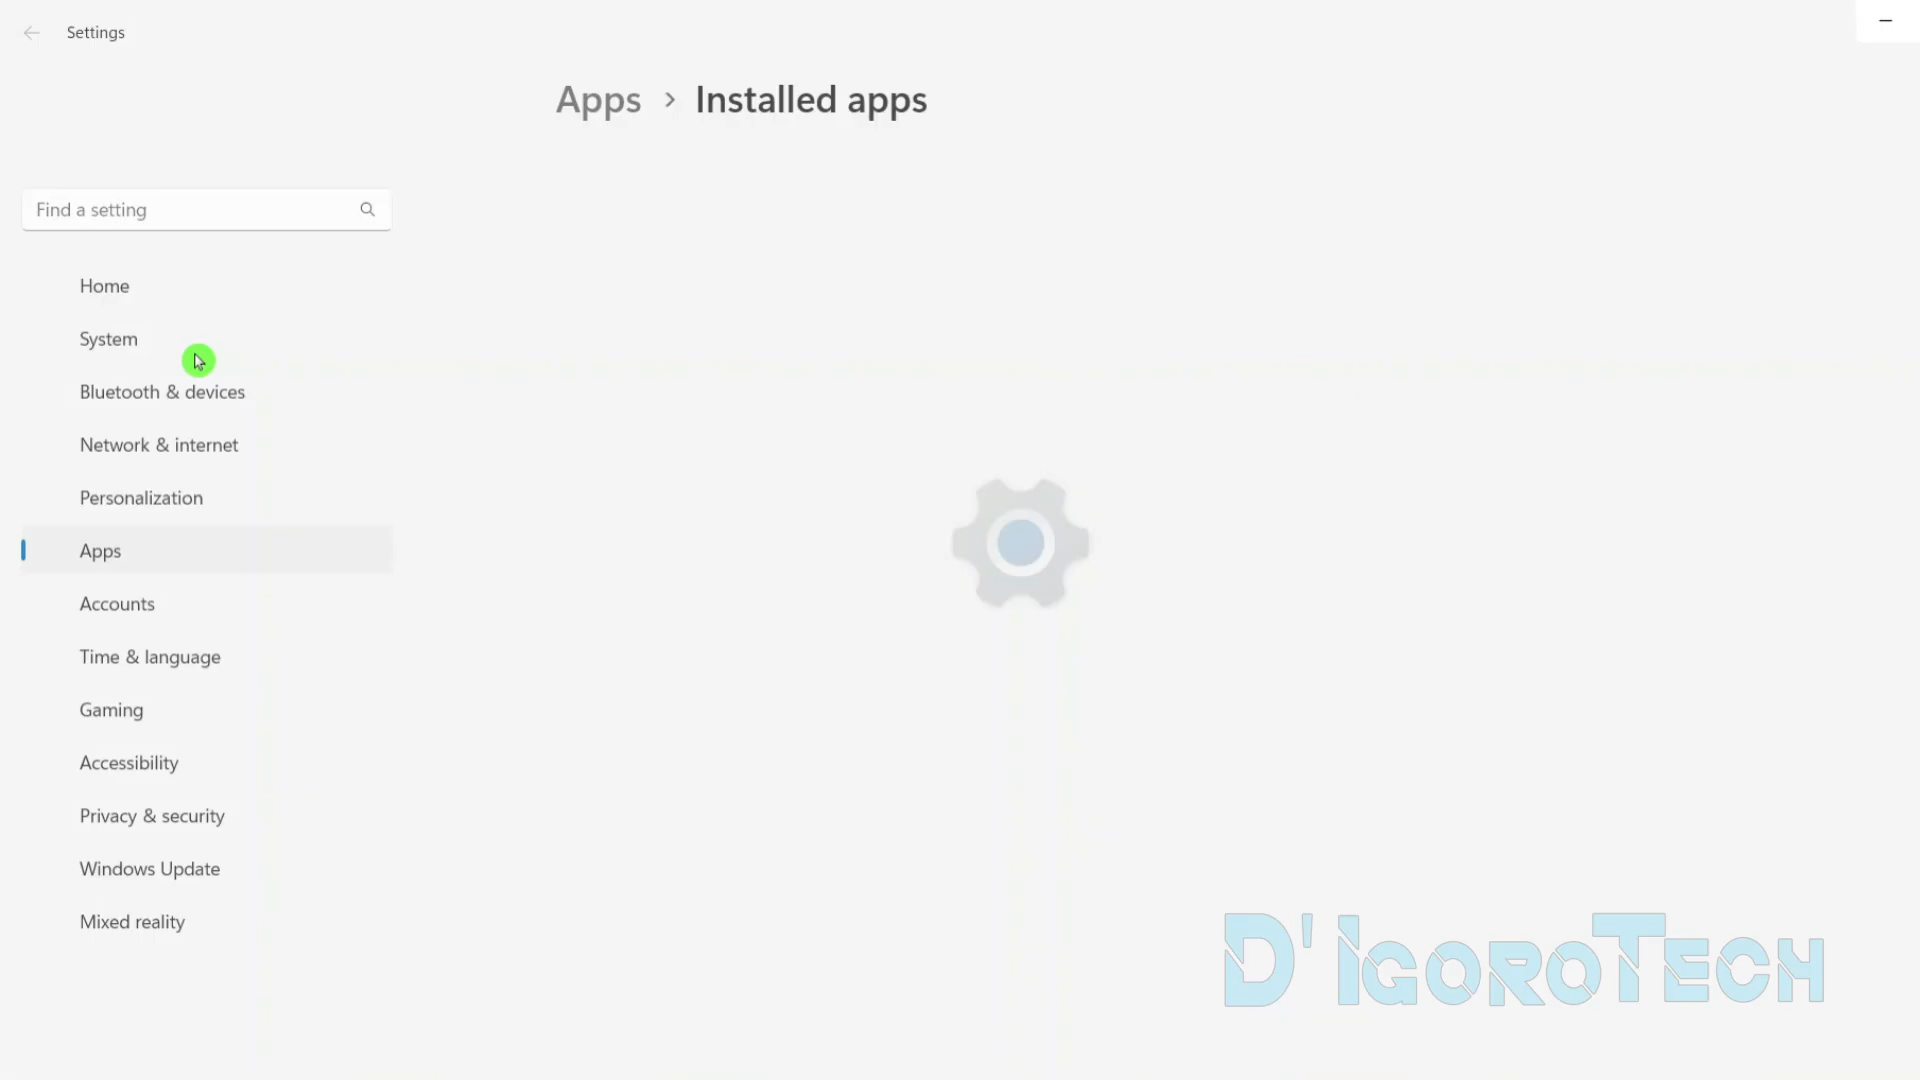 Settings
Apps > Installed apps
Find a setting
Home
System
Bluetooth & devices
Network & internet
Personalization
Apps
Accounts
Time & language
Gaming
Accessibility
Privacy & security
Windows Update
Mixed reality
D'IGOROTECH